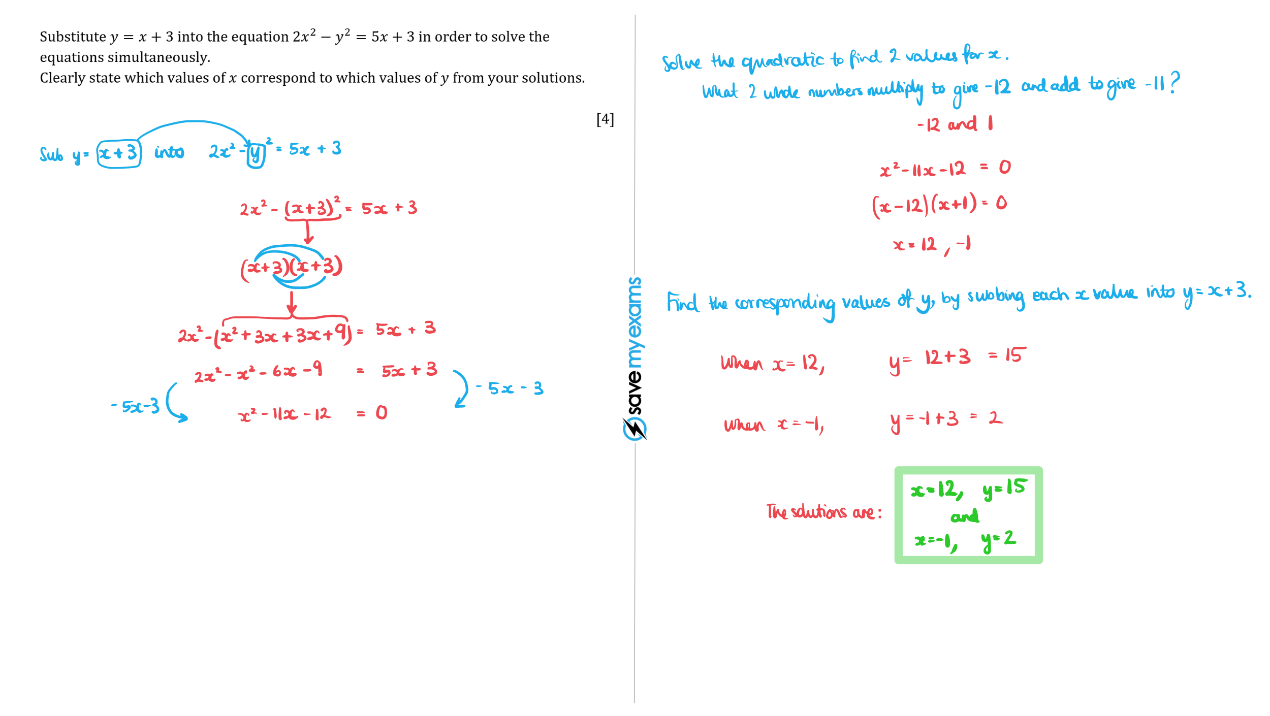 Substitute y = x + 3 into the equation 2x² − y² = 5x + 3 in order to solve the
equations simultaneously.
Clearly state which values of x correspond to which values of y from your solutions.
[4]
Sub y = x+3 into 2x² - y² = 5x + 3
2x² - (x+3)² = 5x + 3
(x+3)(x+3)
2x² - (x² + 3x + 3x + 9) = 5x + 3
2x² - x² - 6x - 9 = 5x + 3
-5x-3
- 5x - 3
x² - 11x - 12 = 0
savemyexams
Solve the quadratic to find 2 values for x.
What 2 whole numbers multiply to give -12 and add to give -11?
-12 and 1
x² - 11x - 12 = 0
(x-12)(x+1) = 0
x = 12, -1
Find the corresponding values of y, by subbing each x value into y = x+3.
When x = 12, y = 12+3 = 15
When x = -1, y = -1+3 = 2
The solutions are:
x=12, y=15
and
x=-1, y=2